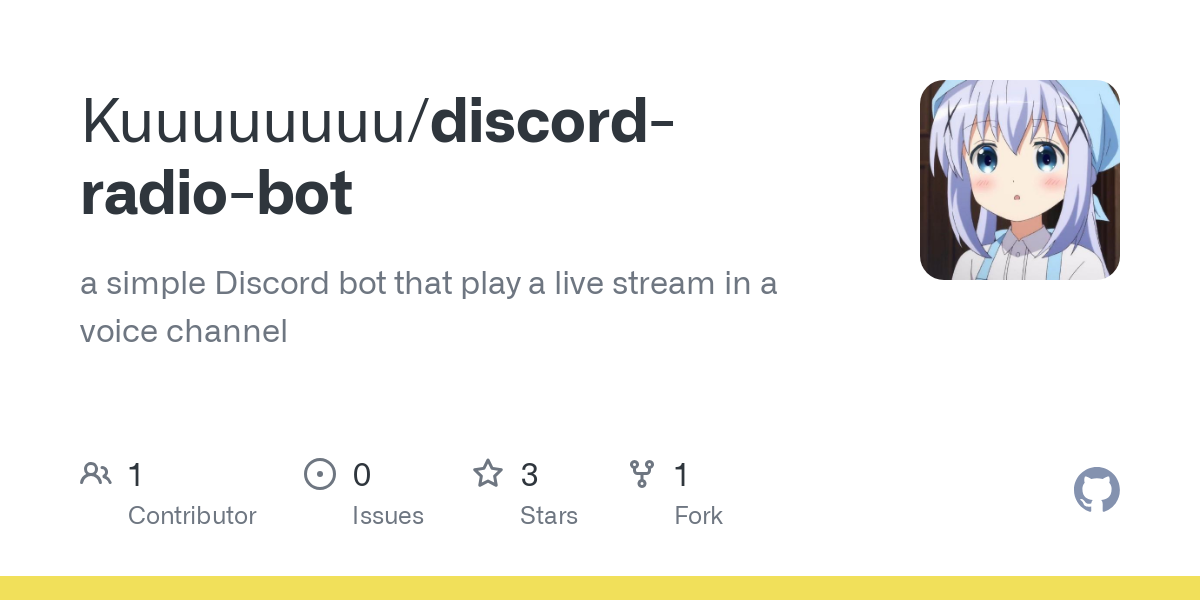 Kuuuuuuuu/discord-
radio-bot
a simple Discord bot that play a live stream in a
voice channel
1
Contributor
0
Issues
3
Stars
1
Fork